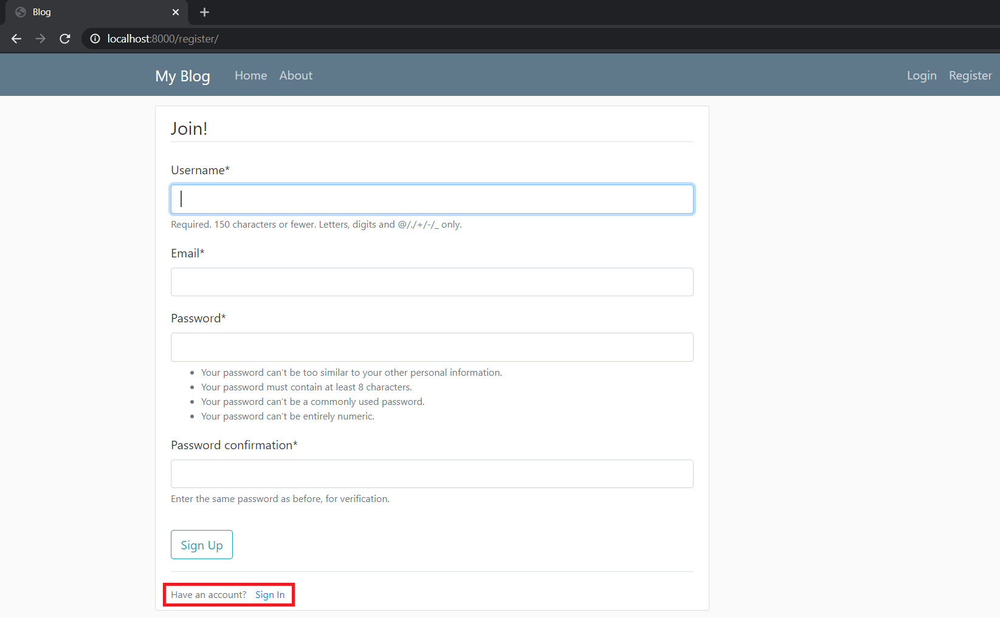 Blog
localhost:8000/register/
My Blog Home About Login Register
Join!
Username*
Required. 150 characters or fewer. Letters, digits and @/./+/-/_ only.
Email*
Password*
Your password can't be too similar to your other personal information.
Your password must contain at least 8 characters.
Your password can't be a commonly used password.
Your password can't be entirely numeric.
Password confirmation*
Enter the same password as before, for verification.
Sign Up
Have an account? Sign In